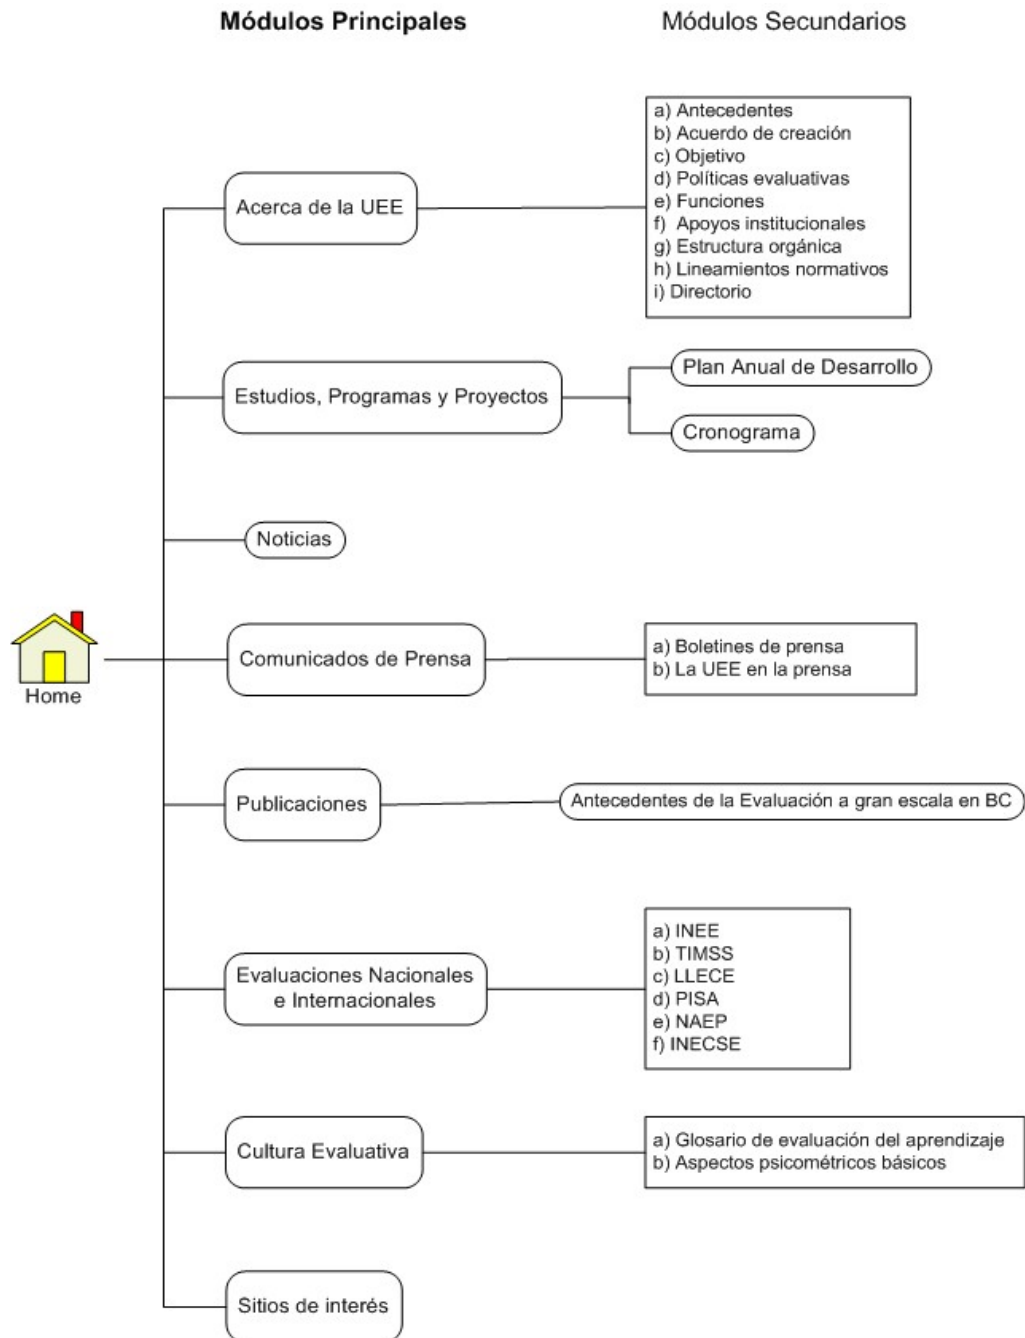 Módulos Principales
Módulos Secundarios
a) Antecedentes
b) Acuerdo de creación
c) Objetivo
d) Políticas evaluativas
e) Funciones
f) Apoyos institucionales
g) Estructura orgánica
h) Lineamientos normativos
i) Directorio
Acerca de la UEE
Estudios, Programas y Proyectos
Plan Anual de Desarrollo
Cronograma
Noticias
Home
Comunicados de Prensa
a) Boletines de prensa
b) La UEE en la prensa
Publicaciones
Antecedentes de la Evaluación a gran escala en BC
Evaluaciones Nacionales
e Internacionales
a) INEE
b) TIMSS
c) LLECE
d) PISA
e) NAEP
f) INECSE
Cultura Evaluativa
a) Glosario de evaluación del aprendizaje
b) Aspectos psicométricos básicos
Sitios de interés